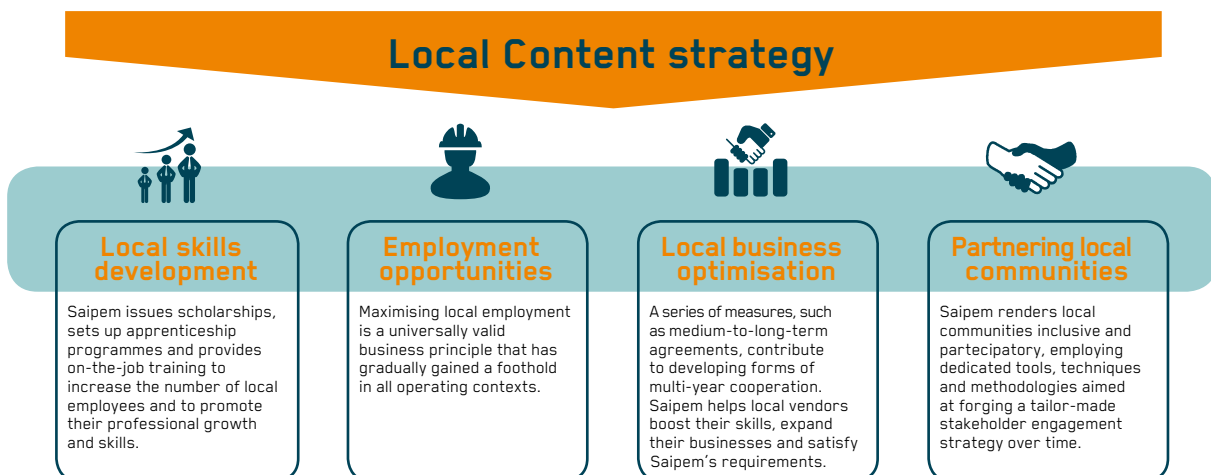 Local Content strategy
Local skills
development
Saipem issues scholarships,
sets up apprenticeship
programmes and provides
on-the-job training to
increase the number of local
employees and to promote
their professional growth
and skills.
Employment
opportunities
Maximising local employment
is a universally valid
business principle that has
gradually gained a foothold
in all operating contexts.
Local business
optimisation
A series of measures, such
as medium-to-long-term
agreements, contribute
to developing forms of
multi-year cooperation.
Saipem helps local vendors
boost their skills, expand
their businesses and satisfy
Saipem's requirements.
Partnering local
communities
Saipem renders local
communities inclusive and
partecipatory, employing
dedicated tools, techniques
and methodologies aimed
at forging a tailor-made
stakeholder engagement
strategy over time.